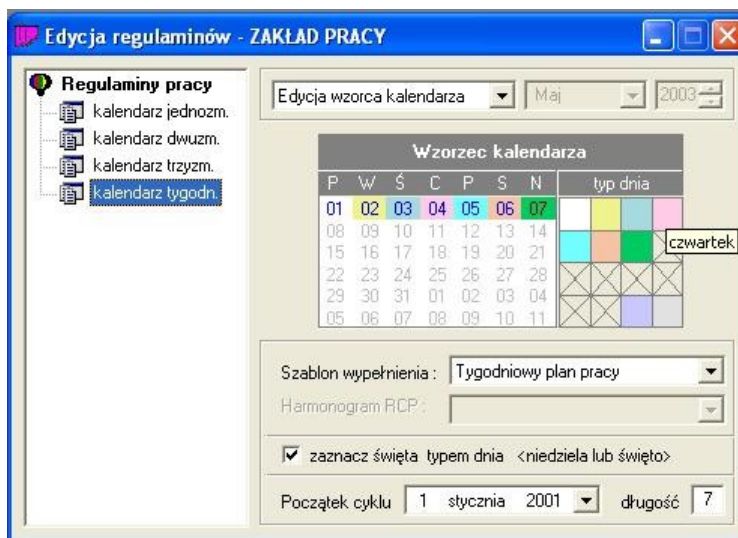 Edycja regulaminów - ZAKŁAD PRACY
Regulaminy pracy
kalendarz jednozm.
kalendarz dwuzm.
kalendarz trzyzm.
kalendarz tygodn.
Edycja wzorca kalendarza Maj 2003
Wzorzec kalendarza
P W Ś C P S N typ dnia
01 02 03 04 05 06 07
08 09 10 11 12 13 14
czwartek
15 16 17 18 19 20 21
22 23 24 25 26 27 28
29 30 31 01 02 03 04
05 06 07 08 09 10 11
Szablon wypełnienia : Tygodniowy plan pracy
Harmonogram RCP :
zaznacz święta typem dnia <niedziela lub święto>
Początek cyklu 1 stycznia 2001 długość 7